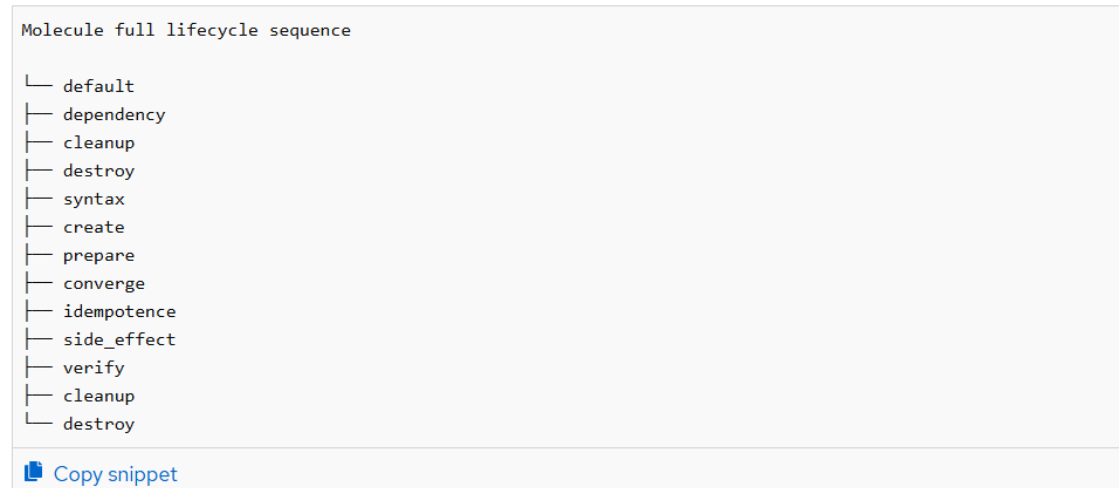 Molecule full lifecycle sequence
└── default
├── dependency
├── cleanup
├── destroy
├── syntax
├── create
├── prepare
├── converge
├── idempotence
├── side_effect
├── verify
├── cleanup
└── destroy
Copy snippet